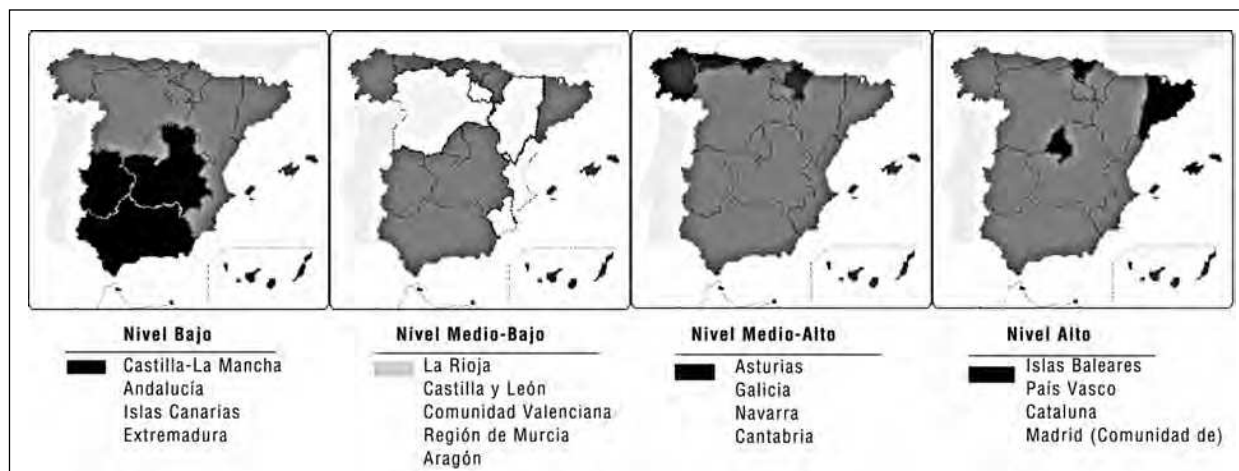 Nivel Bajo
Castilla-La Mancha
Andalucía
Islas Canarias
Extremadura
Nivel Medio-Bajo
La Rioja
Castilla y León
Comunidad Valenciana
Región de Murcia
Aragón
Nivel Medio-Alto
Asturias
Galicia
Navarra
Cantabria
Nivel Alto
Islas Baleares
País Vasco
Cataluna
Madrid (Comunidad de)